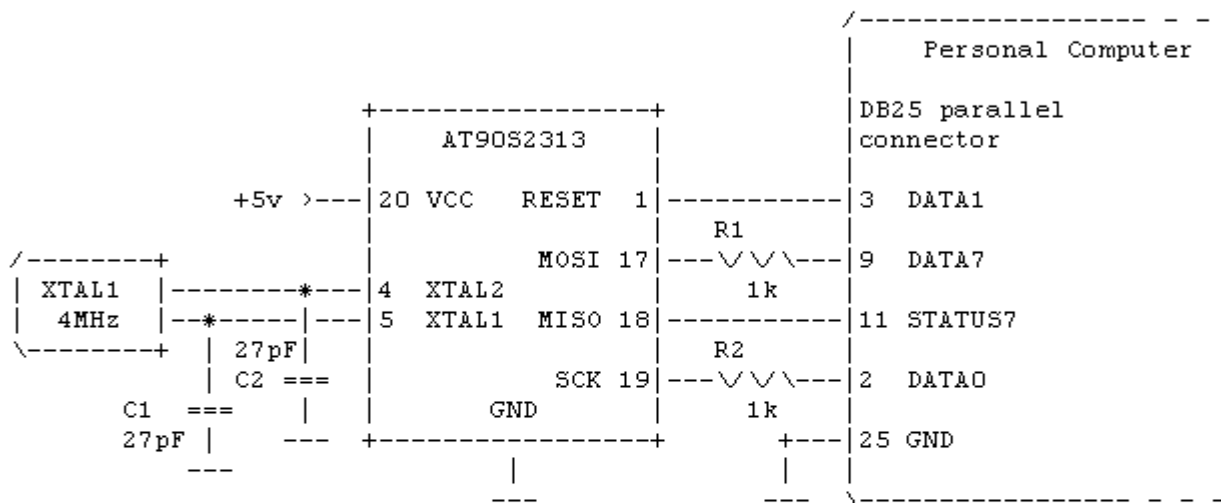 Personal Computer
DB25 parallel
AT90S2313 connector
+5v >--- 20 VCC RESET 1 3 DATA1
R1
MOSI 17 9 DATA7
XTAL1 4 XTAL2 1k
4MHz 5 XTAL1 MISO 18 11 STATUS7
27pF R2
C2 SCK 19 2 DATA0
C1 GND 1k
27pF 25 GND